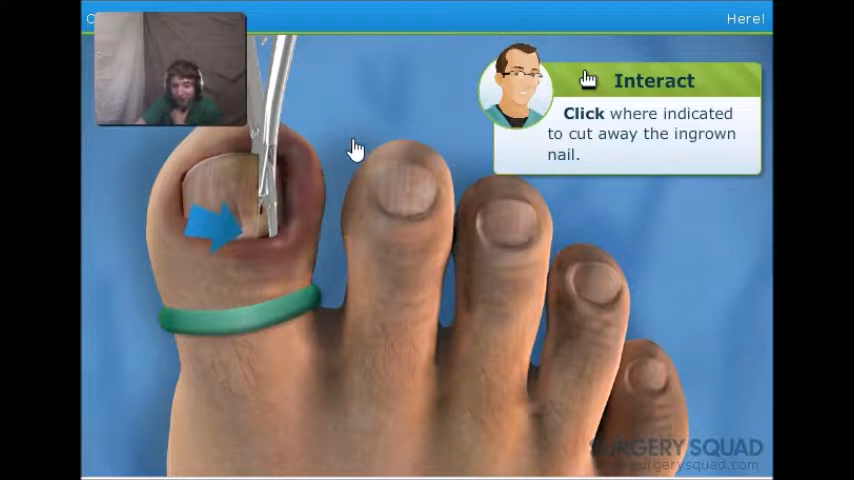 Here!
Interact
Click where indicated
to cut away the ingrown
nail.
SURGERY SQUAD
surgerysquad.com